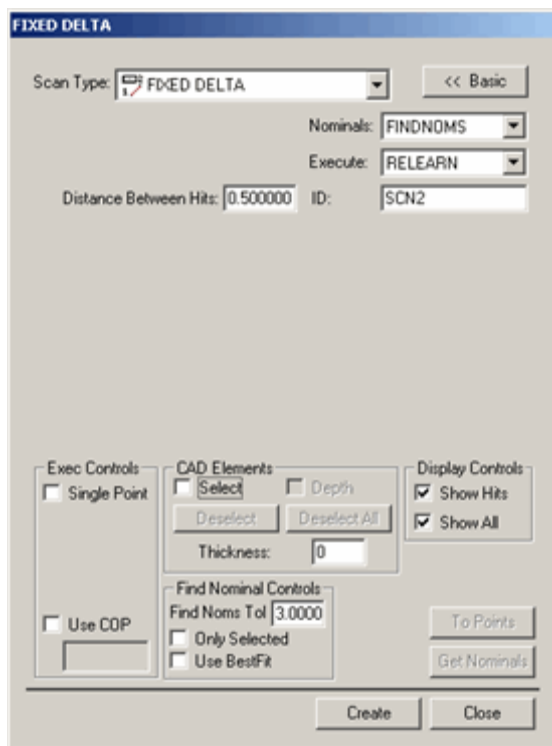 FIXED DELTA
Scan Type: FIXED DELTA << Basic
Nominals: FINDNOMS
Execute: RELEARN
Distance Between Hits: 0.500000 ID: SCN2
Exec Controls CAD Elements Display Controls
Single Point Select Depth Show Hits
Deselect Deselect All Show All
Thickness: 0
Find Nominal Controls
Use COP Find Noms Tol 3.0000 To Points
Only Selected
Use BestFit Get Nominals
Create Close